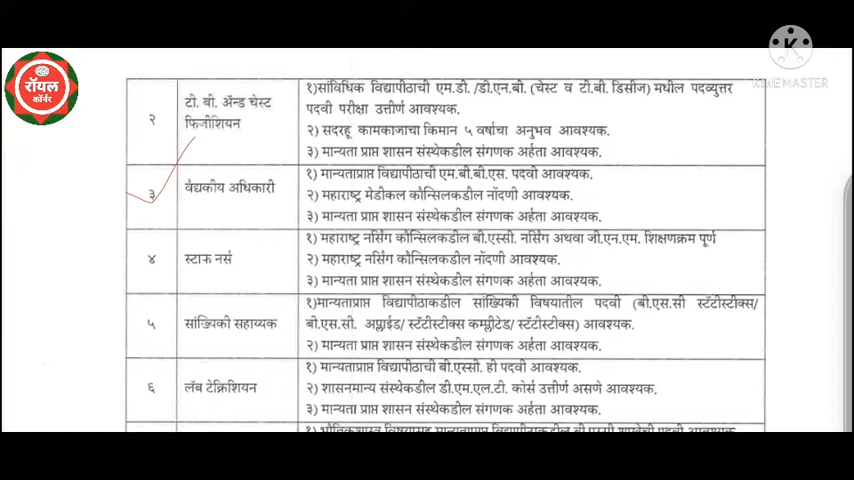 रॉयल
कॉर्नर
KINEMASTER
२
टी. बी. ॲन्ड चेस्ट
फिजीशियन
१)सांविधिक विद्यापीठाची एम.डी./डी.एन.बी. (चेस्ट व टी.बी. डिसीज) मधील पदव्युत्तर
पदवी परीक्षा उत्तीर्ण आवश्यक.
२) सदरहू कामकाजाचा किमान ५ वर्षाचा अनुभव आवश्यक.
३) मान्यता प्राप्त शासन संस्थेकडील संगणक अर्हता आवश्यक.
३
वैद्यकीय अधिकारी
१) मान्यताप्राप्त विद्यापीठाची एम.बी.बी.एस. पदवी आवश्यक.
२) महाराष्ट्र मेडीकल कौन्सिलकडील नोंदणी आवश्यक.
३) मान्यता प्राप्त शासन संस्थेकडील संगणक अर्हता आवश्यक.
४
स्टाफ नर्स
१) महाराष्ट्र नर्सिंग कौन्सिलकडील बी.एस्सी. नर्सिंग अथवा जी.एन.एम. शिक्षणक्रम पूर्ण
२) महाराष्ट्र नर्सिंग कौन्सिलकडील नोंदणी आवश्यक.
३) मान्यता प्राप्त शासन संस्थेकडील संगणक अर्हता आवश्यक.
५
सांख्यिकी सहाय्यक
१)मान्यताप्राप्त विद्यापीठाकडील सांख्यिकी विषयातील पदवी (बी.एस.सी स्टॅटीस्टीक्स/
बी.एस.सी. अप्लाईड/ स्टॅटीस्टीक्स कम्प्लीटेड/ स्टॅटीस्टीक्स) आवश्यक.
२) मान्यता प्राप्त शासन संस्थेकडील संगणक अर्हता आवश्यक.
६
लॅब टेक्निशियन
१) मान्यताप्राप्त विद्यापीठाची बी.एस्सी. ही पदवी आवश्यक.
२) शासनमान्य संस्थेकडील डी.एम.एल.टी. कोर्स उत्तीर्ण असणे आवश्यक.
३) मान्यता प्राप्त शासन संस्थेकडील संगणक अर्हता आवश्यक.